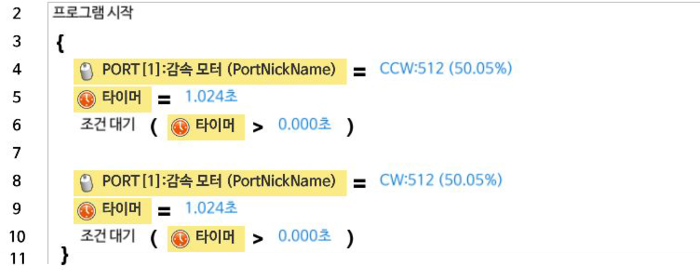 2 프로그램 시작
3 {
4 PORT[1]:감속 모터 (PortNickName) = CCW:512 (50.05%)
5 타이머 = 1.024초
6 조건 대기 ( 타이머 > 0.000초 )
7
8 PORT[1]:감속 모터 (PortNickName) = CW:512 (50.05%)
9 타이머 = 1.024초
10 조건 대기 ( 타이머 > 0.000초 )
11 }